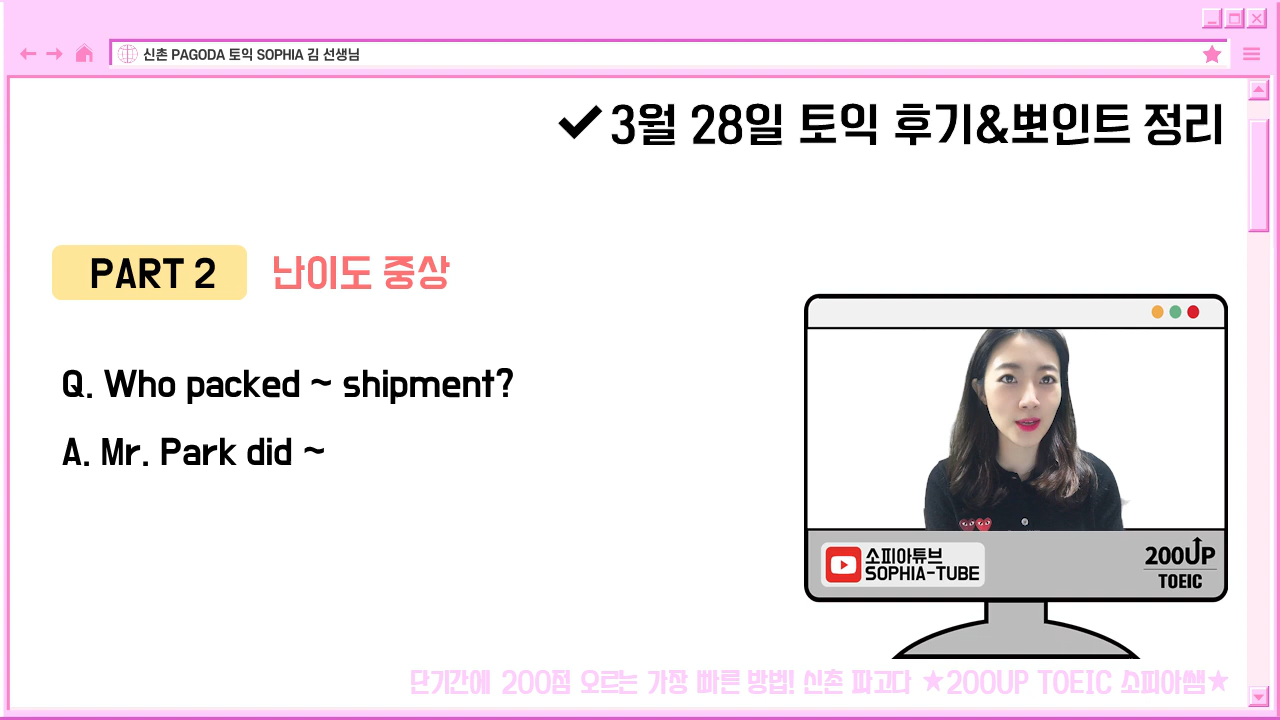 신촌 PAGODA 토익 SOPHIA 김 선생님
3월 28일 토익 후기&뽀인트 정리
PART 2 난이도 중상
Q. Who packed ~ shipment?
A. Mr. Park did ~
소피아튜브
SOPHIA-TUBE
200UP
TOEIC
단기간에 200점 오르는 가장 빠른 방법! 신촌 파고다 ★200UP TOEIC 소피아쌤★